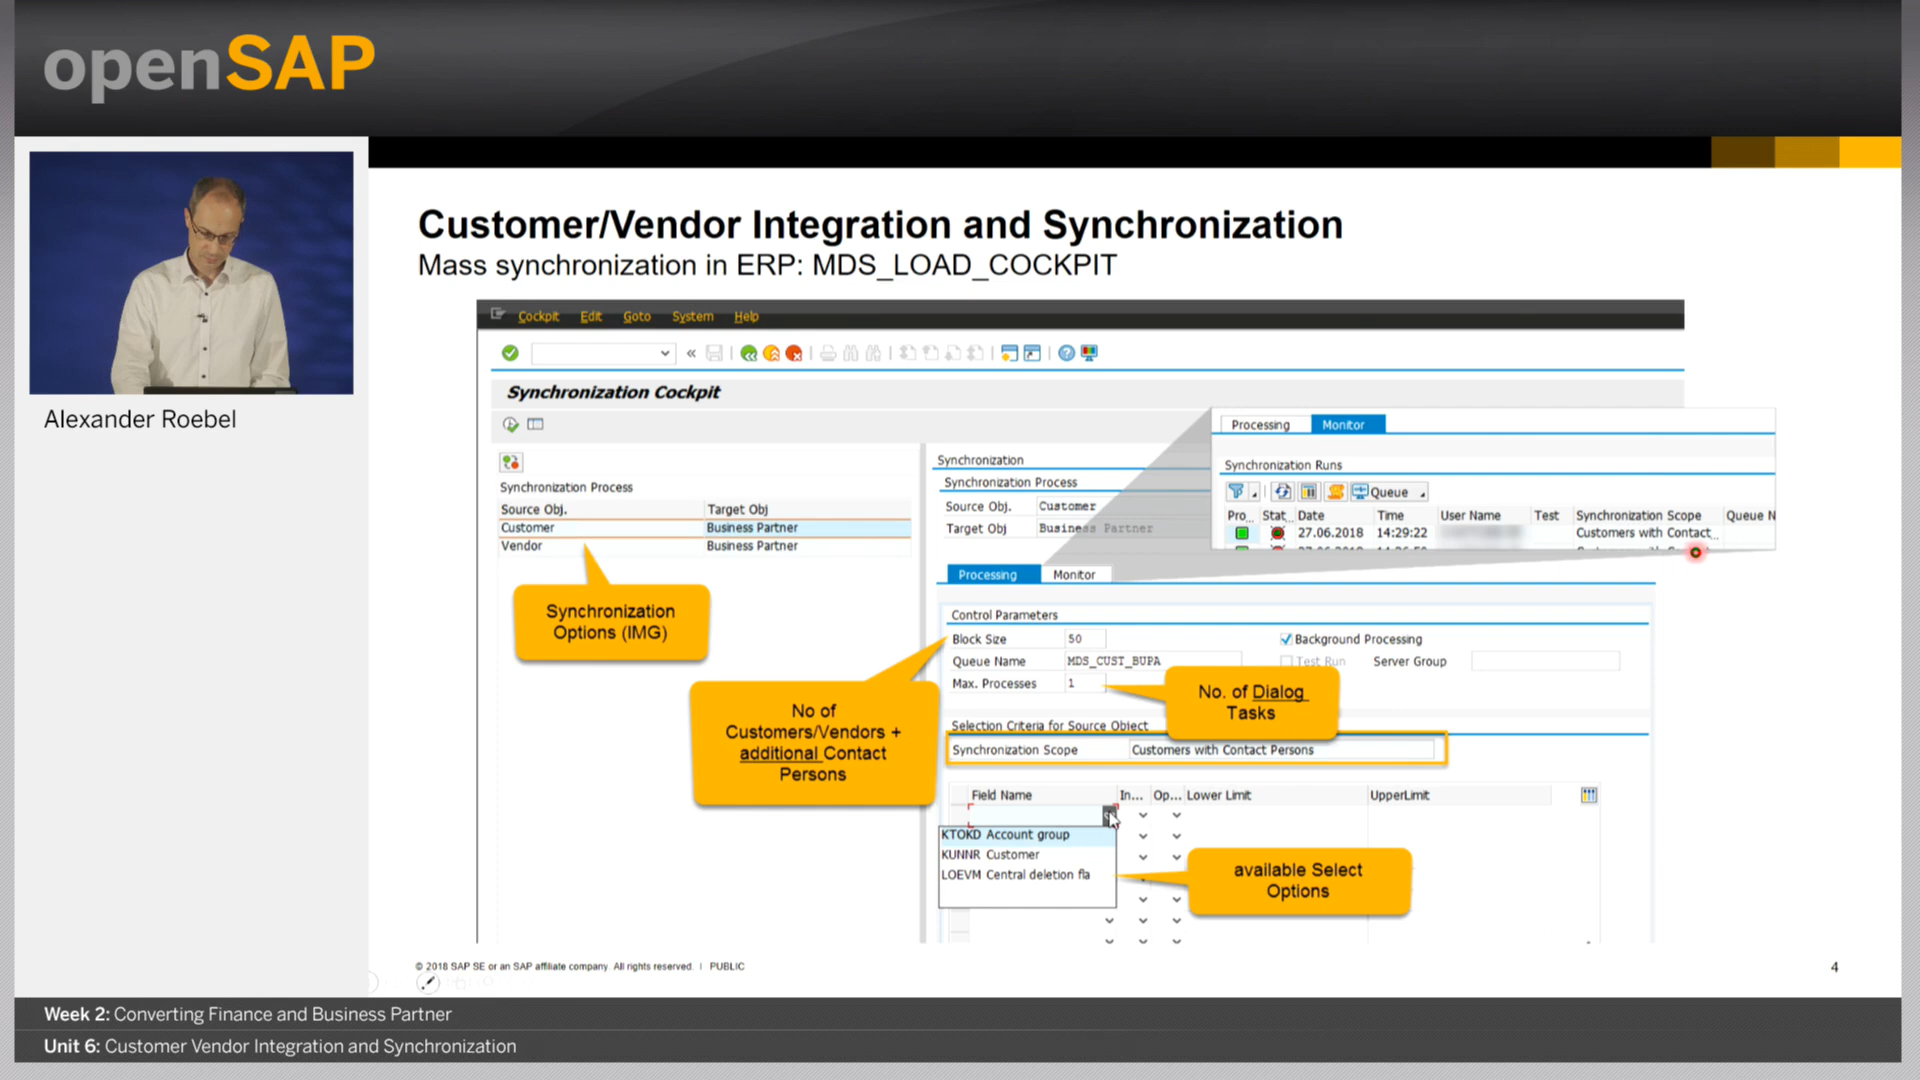 openSAP
Alexander Roebel
Customer/Vendor Integration and Synchronization
Mass synchronization in ERP: MDS_LOAD_COCKPIT
Cockpit Edit Goto System Help
Synchronization Cockpit
Synchronization Process
Source Obj. Target Obj
Customer Business Partner
Vendor Business Partner
Synchronization
Options (IMG)
Synchronization
Synchronization Process
Source Obj. Customer
Target Obj Business Partner
Processing Monitor
Synchronization Runs
Queue
Pro... Stat... Date Time User Name Test Synchronization Scope Queue N
27.06.2018 14:29:22 Customers with Contact...
Processing Monitor
Control Parameters
Block Size 50 Background Processing
Queue Name MDS_CUST_BUPA Test Run Server Group
Max. Processes 1
No of
Customers/Vendors +
additional Contact
Persons
No. of Dialog
Tasks
Selection Criteria for Source Object
Synchronization Scope Customers with Contact Persons
Field Name In... Op... Lower Limit UpperLimit
KTOKD Account group
KUNNR Customer
LOEVM Central deletion fla
available Select
Options
© 2018 SAP SE or an SAP affiliate company. All rights reserved. | PUBLIC
4
Week 2: Converting Finance and Business Partner
Unit 6: Customer Vendor Integration and Synchronization